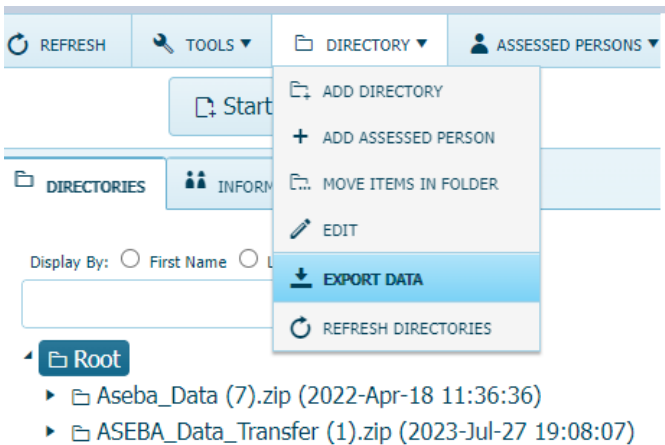 REFRESH TOOLS ▼ DIRECTORY ▼ ASSESSED PERSONS ▼
Start
ADD DIRECTORY
ADD ASSESSED PERSON
MOVE ITEMS IN FOLDER
EDIT
EXPORT DATA
REFRESH DIRECTORIES
DIRECTORIES INFORM
Display By: First Name L
Root
Aseba_Data (7).zip (2022-Apr-18 11:36:36)
ASEBA_Data_Transfer (1).zip (2023-Jul-27 19:08:07)